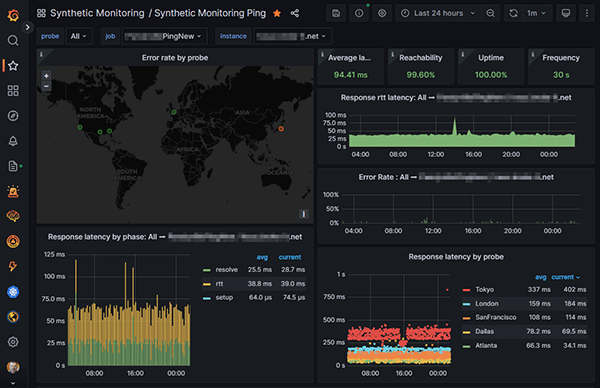 Synthetic Monitoring / Synthetic Monitoring Ping
Last 24 hours
1m
probe All job PingNew instance .net
Error rate by probe
+
−
NORTH AMERICA
SOUTH AMERICA
AFRICA
ASIA
i
Average la...
94.41 ms
Reachability
99.60%
Uptime
100.00%
Frequency
30 s
Response rtt latency: All → .net
100 ms
75.0 ms
50 ms
25 ms
0 s
04:00 08:00 12:00 16:00 20:00 00:00
Error Rate : All → .net
100%
50%
0%
04:00 08:00 12:00 16:00 20:00 00:00
Response latency by phase: All → .net
125 ms
100 ms
75.0 ms
50 ms
25 ms
0 s
08:00 16:00 00:00
avg current
resolve 25.5 ms 28.7 ms
rtt 38.8 ms 39.0 ms
setup 64.0 µs 74.5 µs
Response latency by probe
1 s
750 ms
500 ms
250 ms
0 s
08:00 16:00 00:00
avg current
Tokyo 337 ms 402 ms
London 159 ms 184 ms
SanFrancisco 108 ms 114 ms
Dallas 78.2 ms 69.5 ms
Atlanta 66.3 ms 34.1 ms